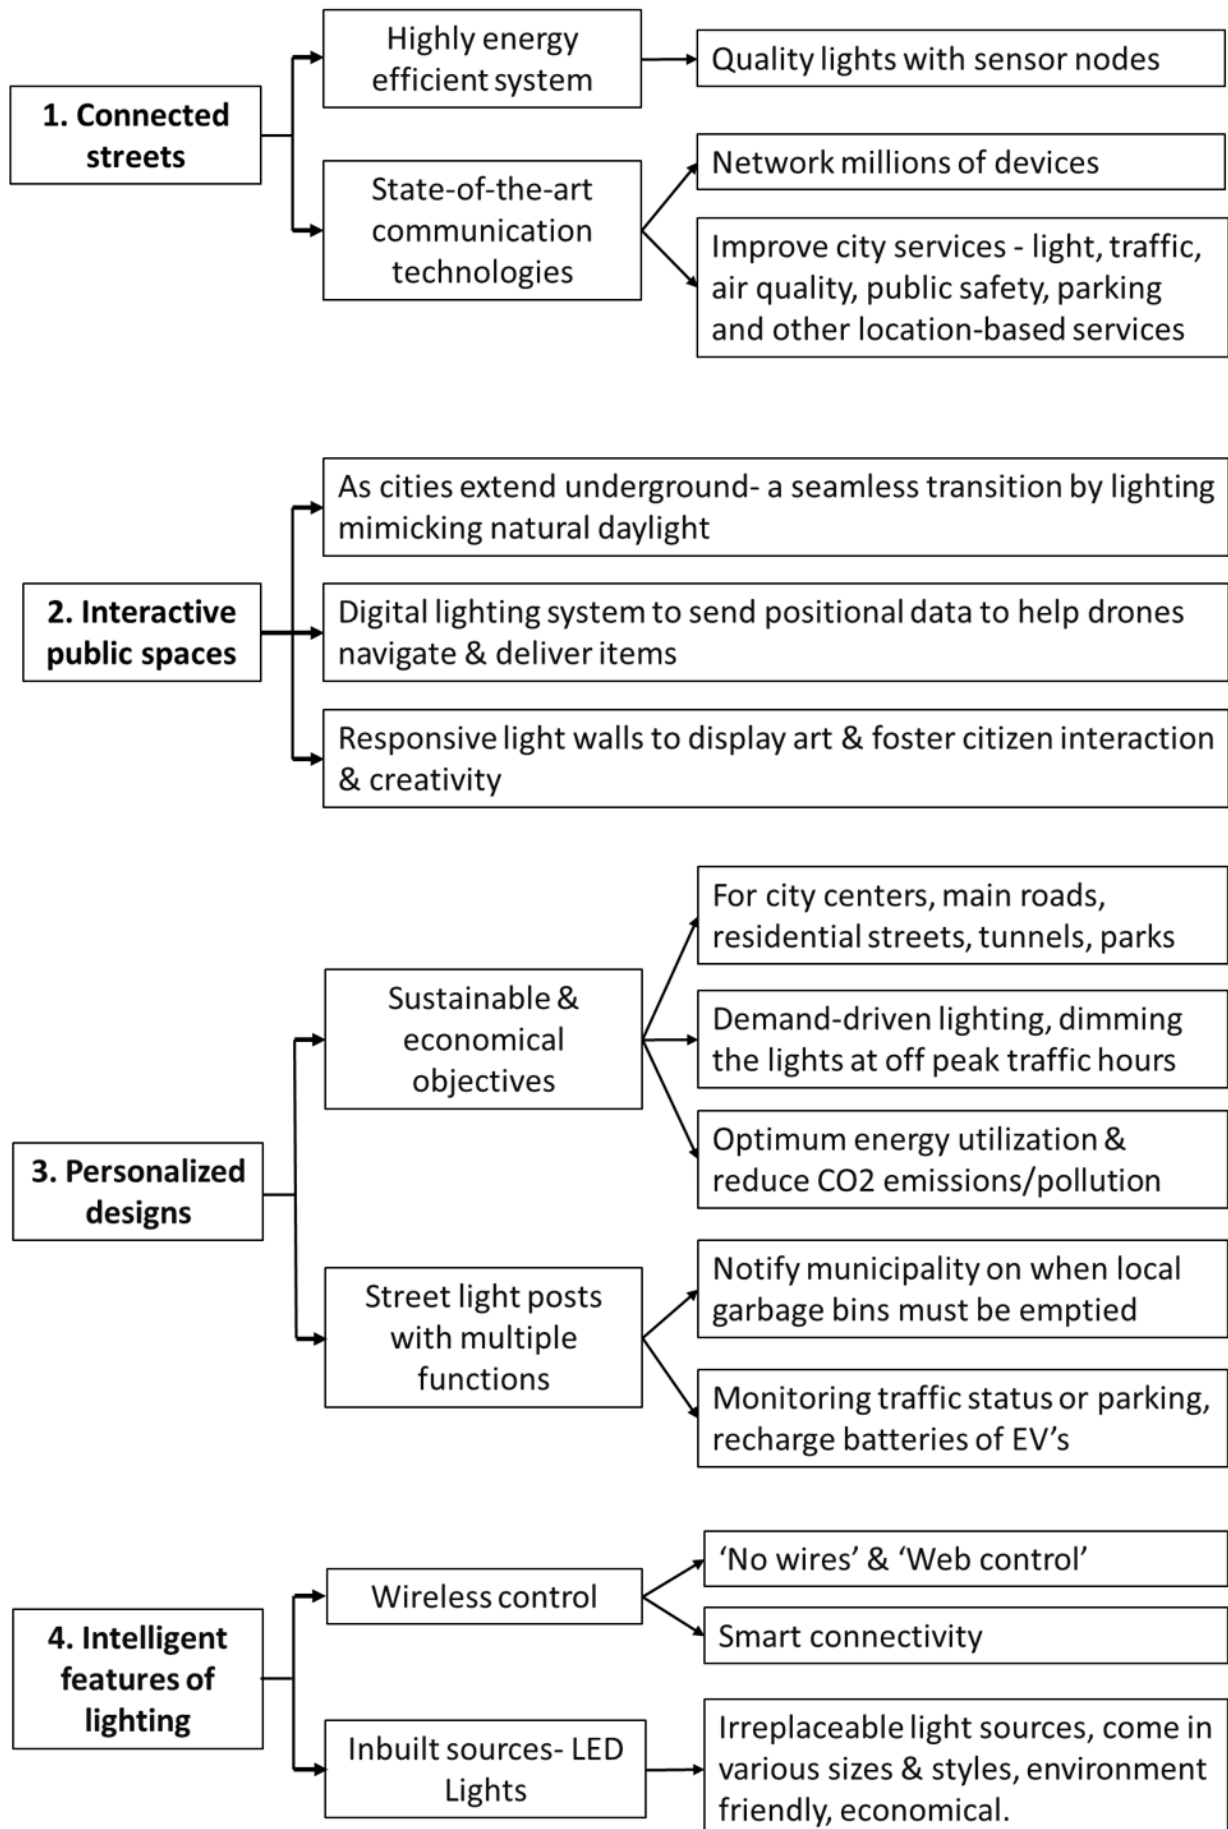 Highly energy
efficient system
Quality lights with sensor nodes
1. Connected
streets
State-of-the-art
communication
technologies
Network millions of devices
Improve city services - light, traffic,
air quality, public safety, parking
and other location-based services
As cities extend underground- a seamless transition by lighting
mimicking natural daylight
2. Interactive
public spaces
Digital lighting system to send positional data to help drones
navigate & deliver items
Responsive light walls to display art & foster citizen interaction
& creativity
For city centers, main roads,
residential streets, tunnels, parks
Sustainable &
economical
objectives
Demand-driven lighting, dimming
the lights at off peak traffic hours
Optimum energy utilization &
reduce CO2 emissions/pollution
3. Personalized
designs
Street light posts
with multiple
functions
Notify municipality on when local
garbage bins must be emptied
Monitoring traffic status or parking,
recharge batteries of EV’s
‘No wires’ & ‘Web control’
Wireless control
Smart connectivity
4. Intelligent
features of
lighting
Inbuilt sources- LED
Lights
Irreplaceable light sources, come in
various sizes & styles, environment
friendly, economical.